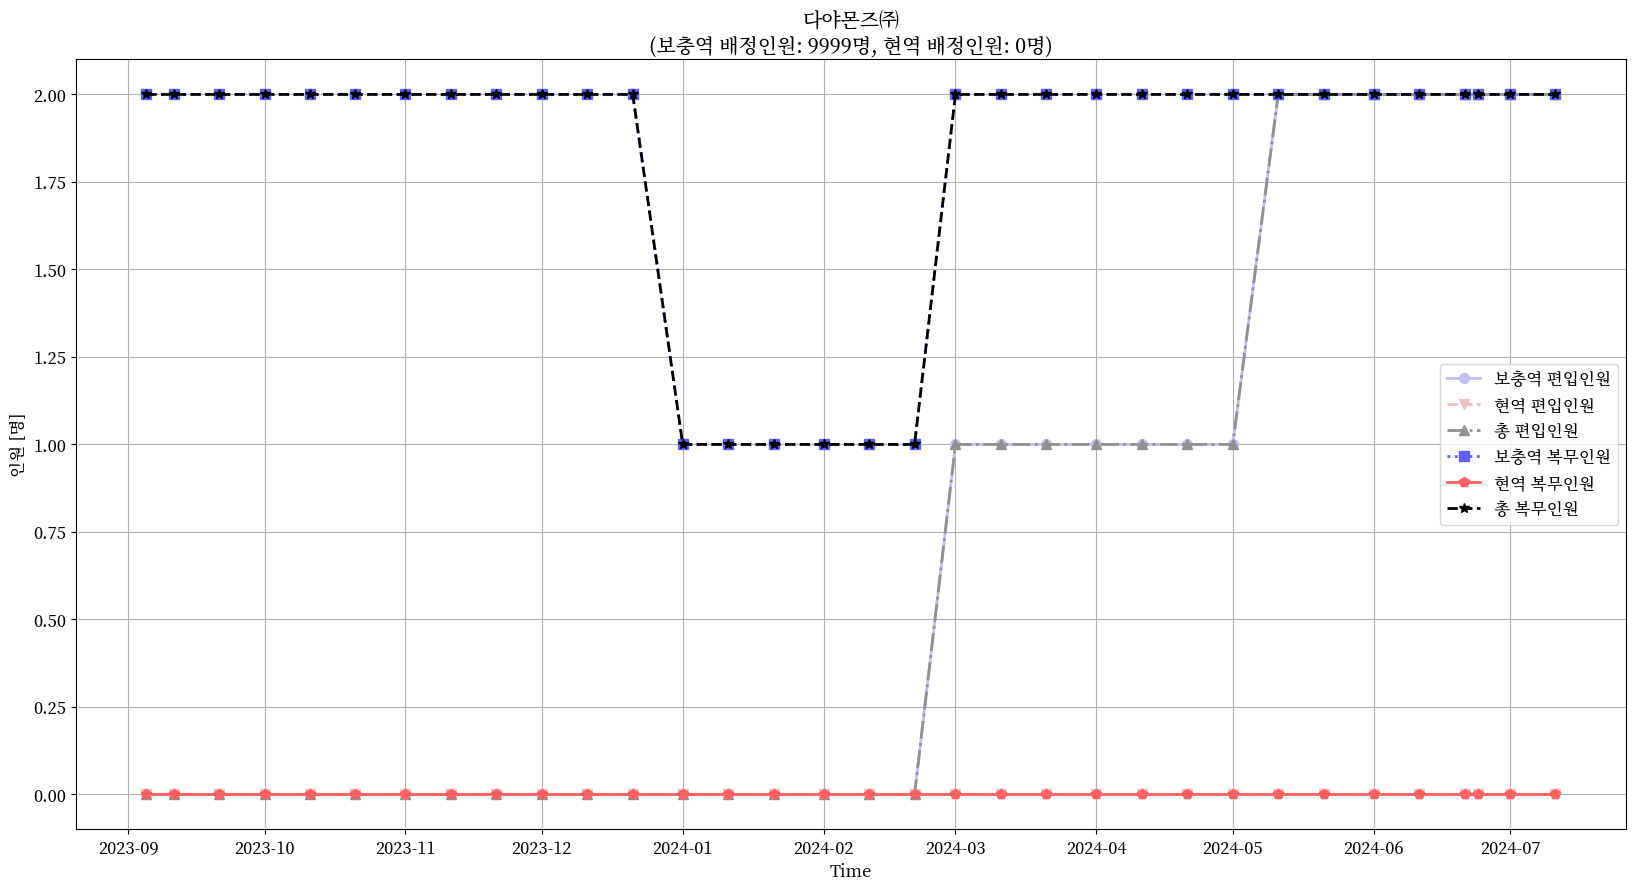 다야몬즈㈜
(보충역 배정인원: 9999명, 현역 배정인원: 0명)
2.00
1.75
1.50
1.25
1.00
0.75
0.50
0.25
0.00
인원 [명]
보충역 편입인원
현역 편입인원
총 편입인원
보충역 복무인원
현역 복무인원
총 복무인원
2023-09 2023-10 2023-11 2023-12 2024-01 2024-02 2024-03 2024-04 2024-05 2024-06 2024-07
Time